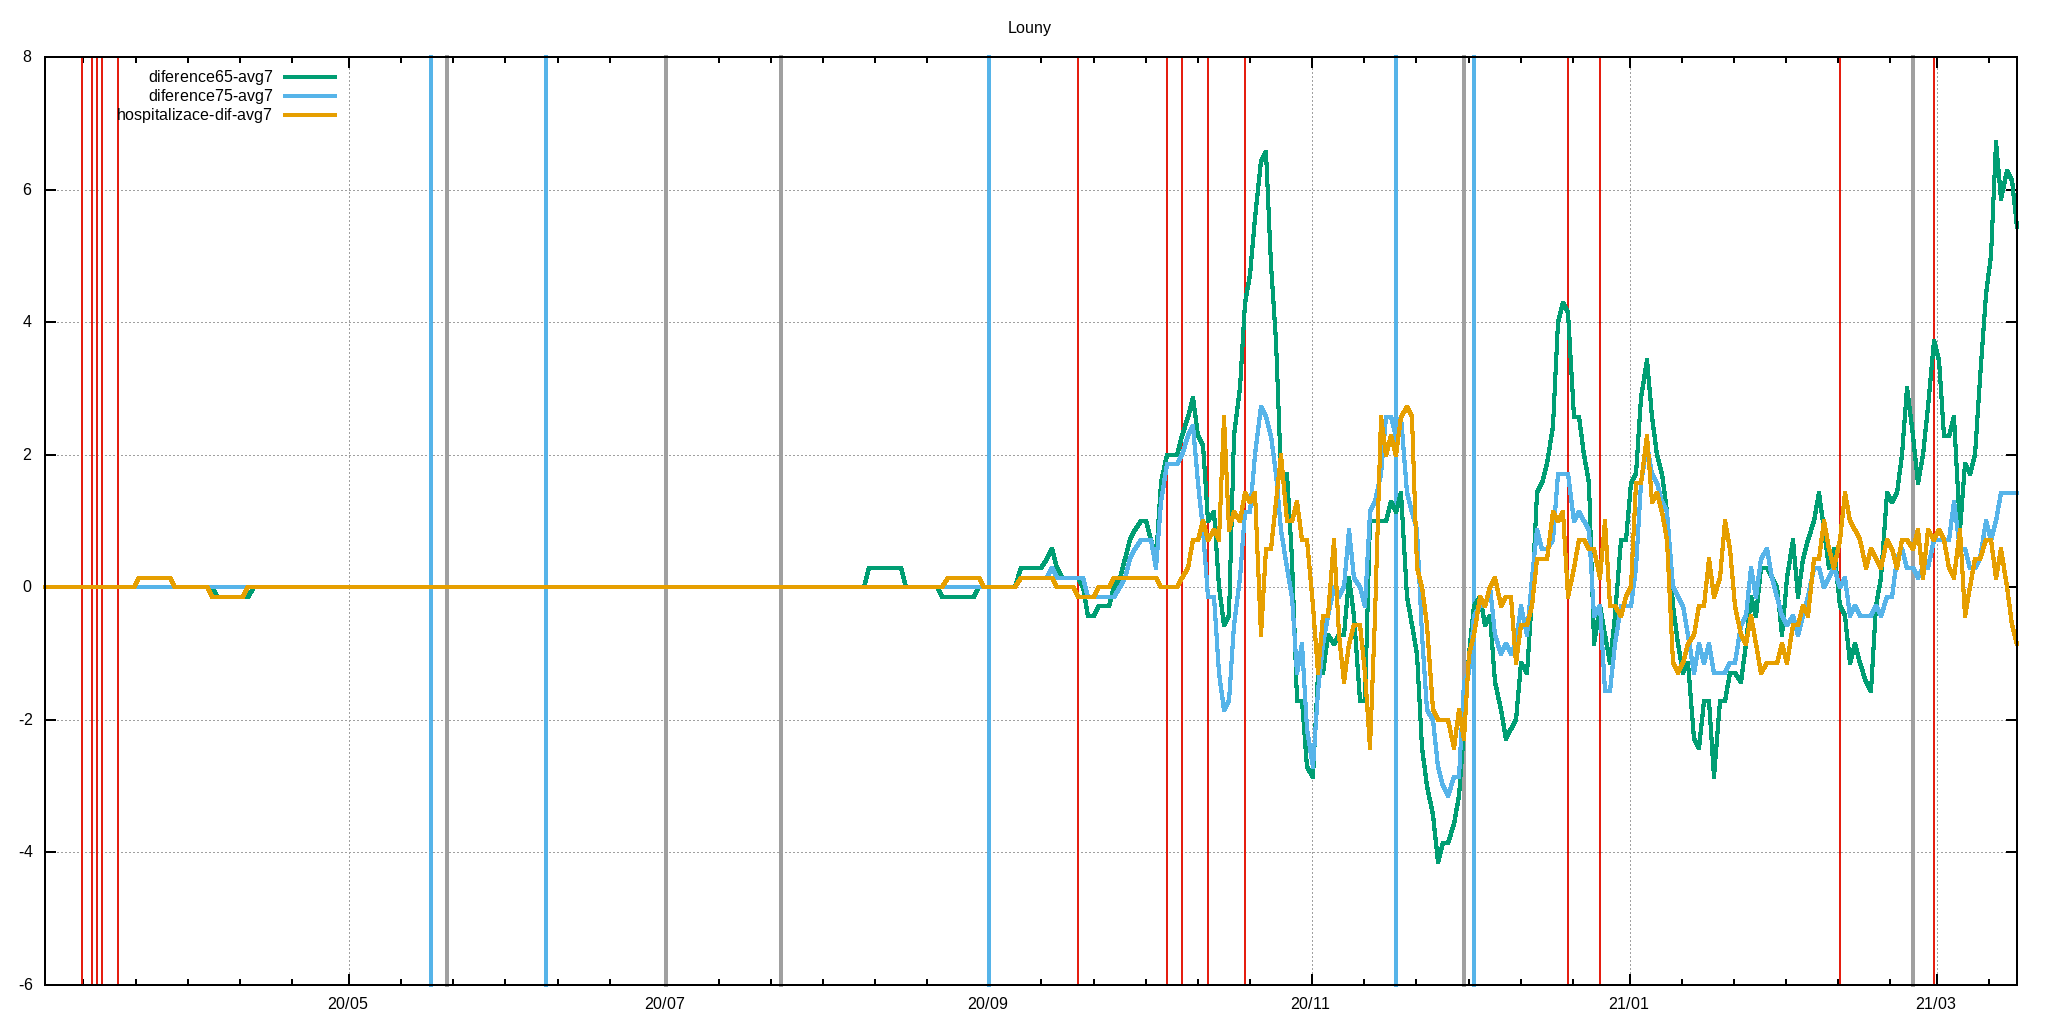 Louny
8
diference65-avg7
diference75-avg7
hospitalizace-dif-avg7
6
4
2
0
-2
-4
-6
20/05 20/07 20/09 20/11 21/01 21/03